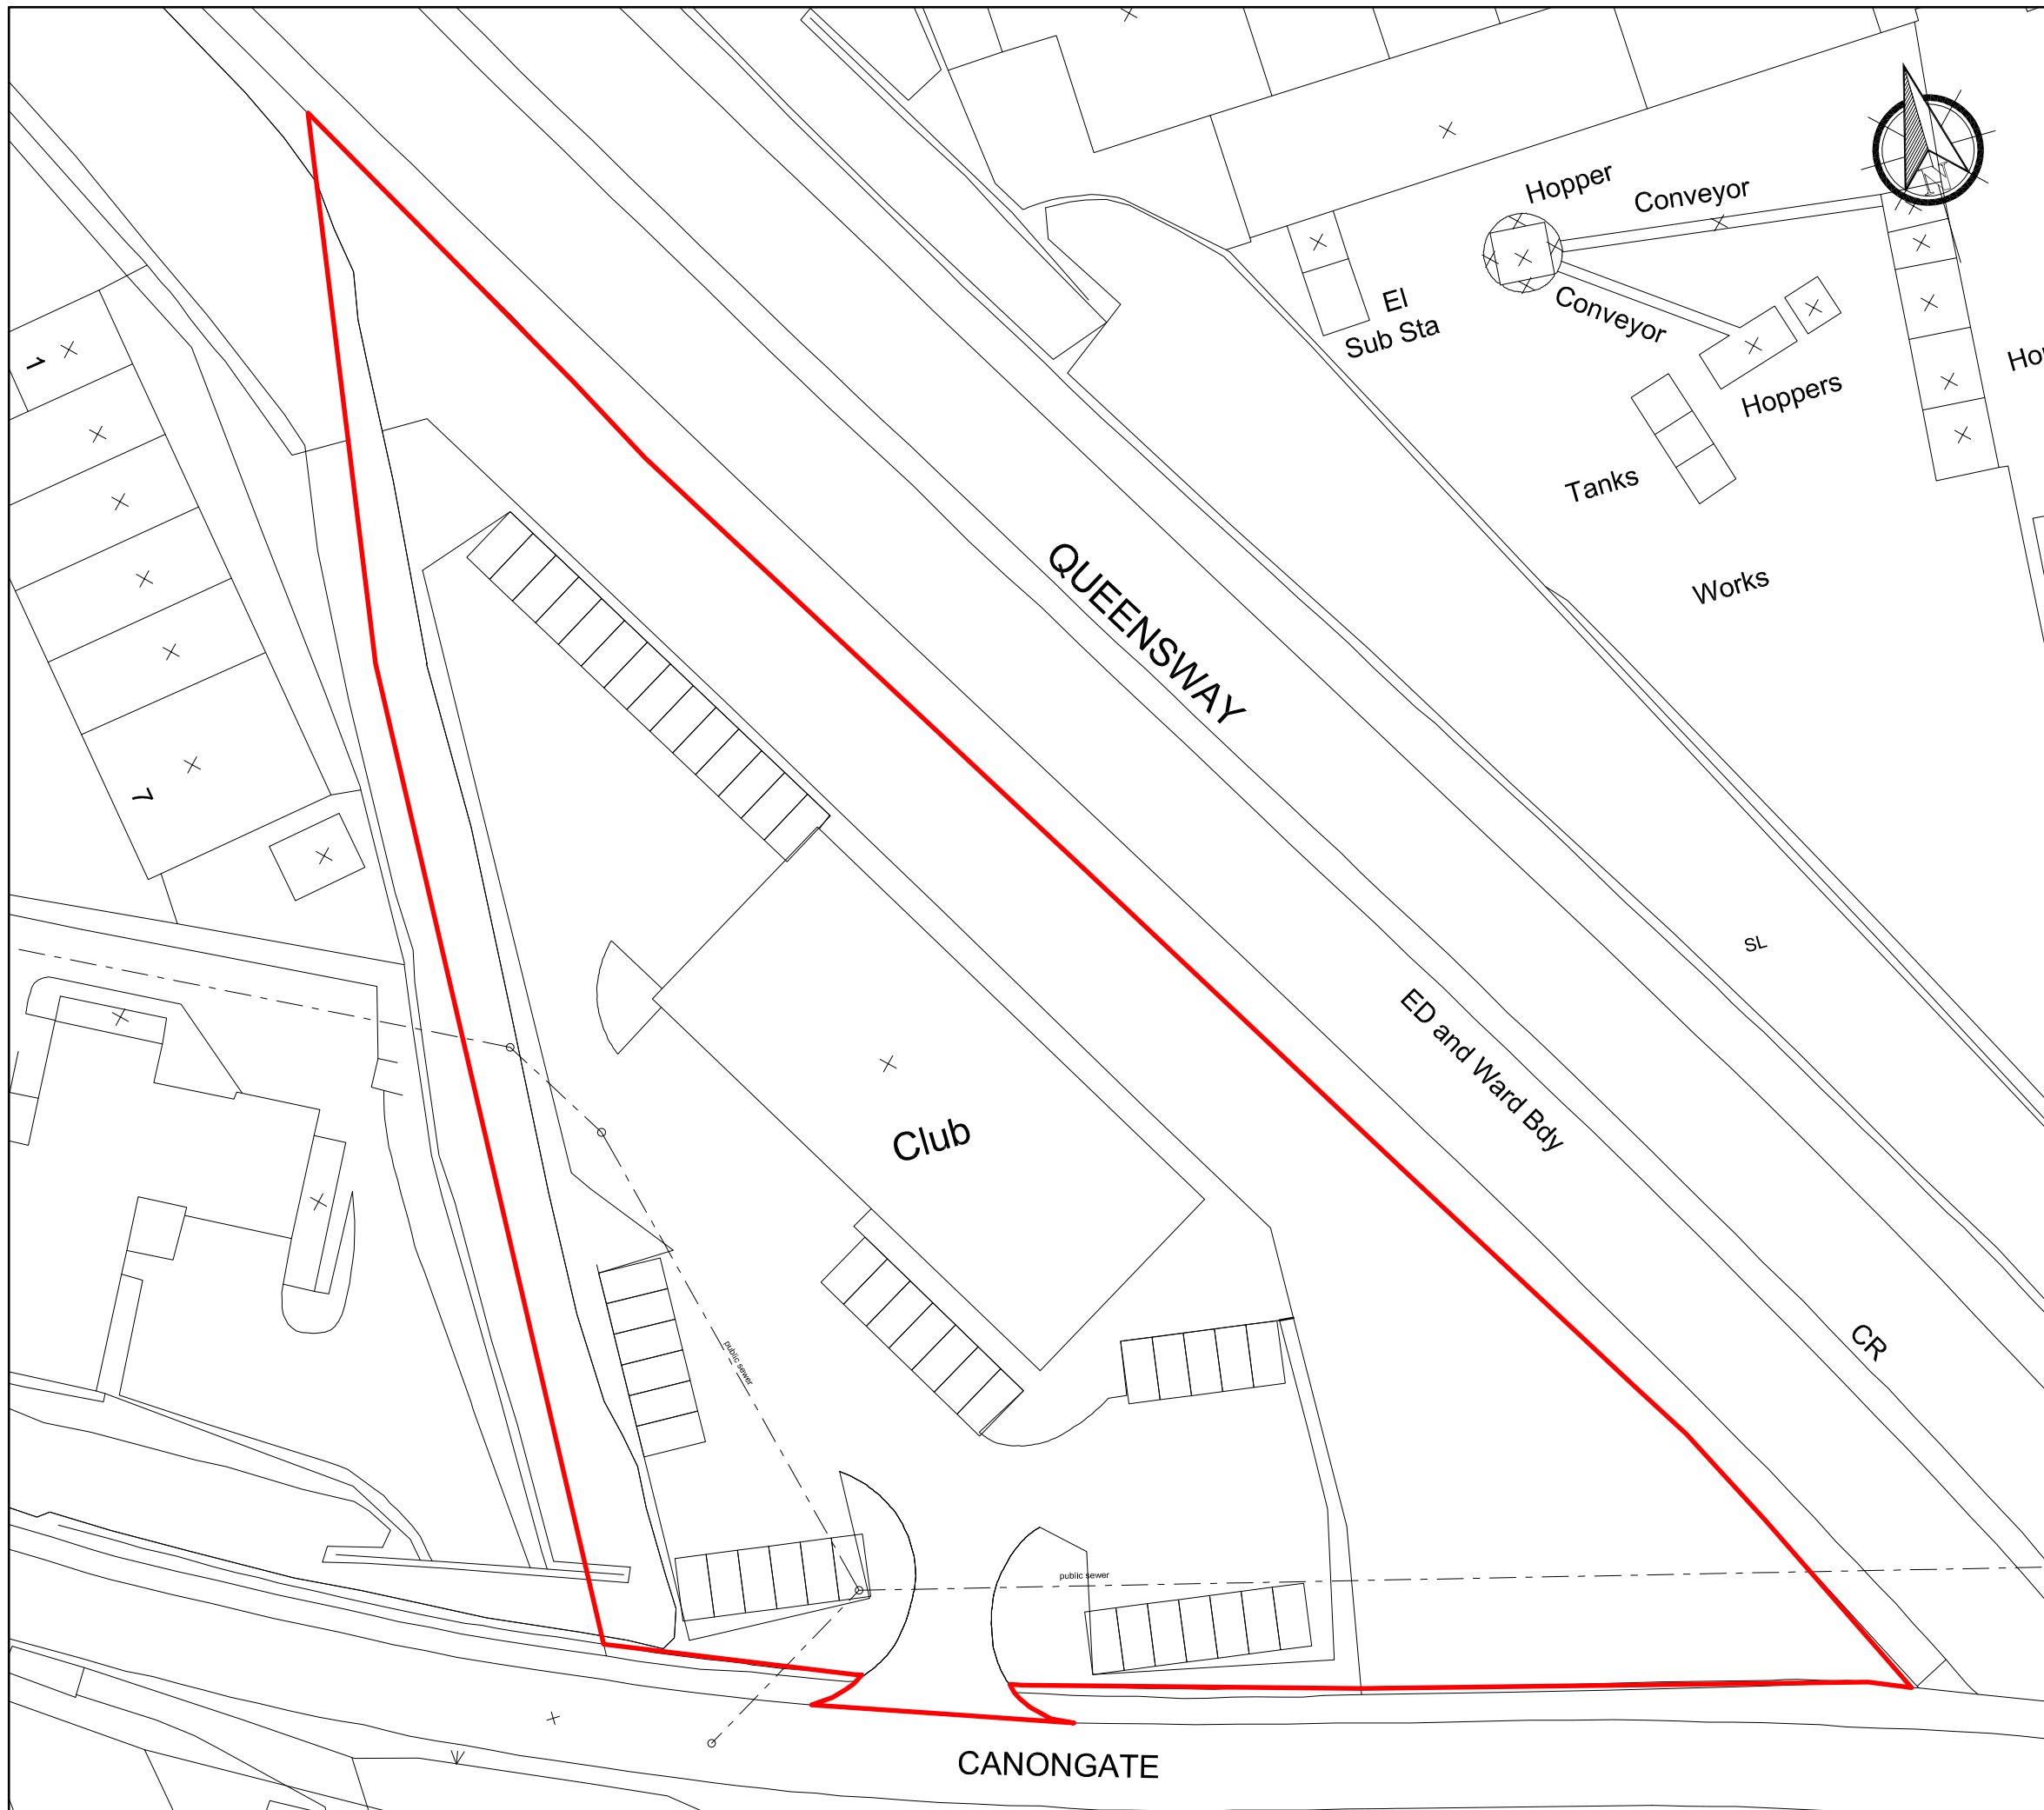 N
Hopper
Conveyor
El
Sub Sta
Conveyor
Hoppers
Tanks
Works
1
QUEENSWAY
7
SL
ED and Ward Bdy
Club
CR
public sewer
public sewer
CANONGATE